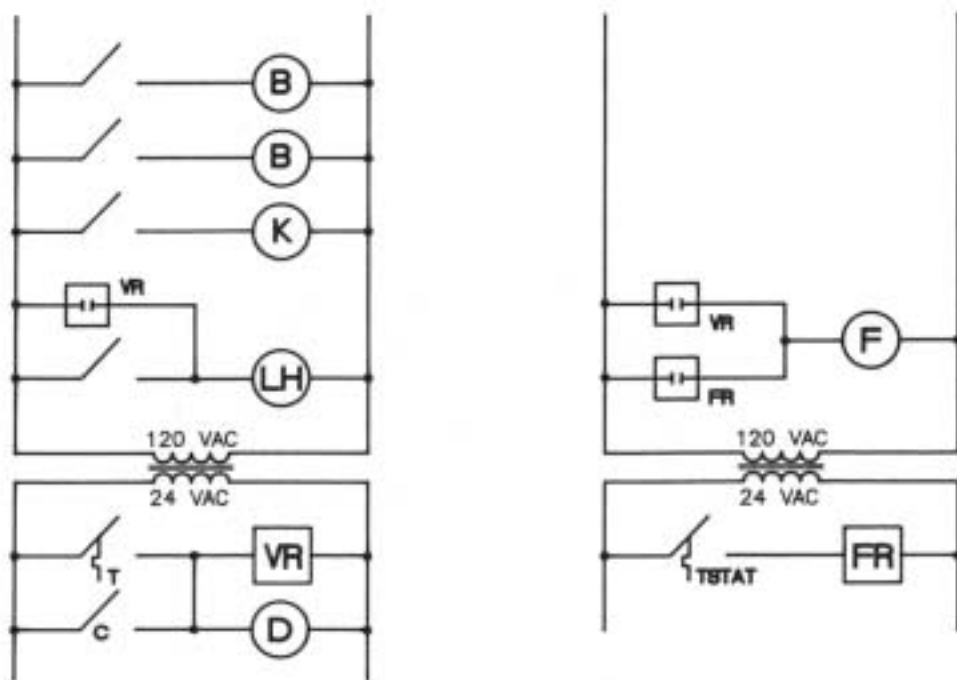 B
B
K
VR
LH
120 VAC
24 VAC
VR
T
D
C
VR
F
FR
120 VAC
24 VAC
TSTAT
FR